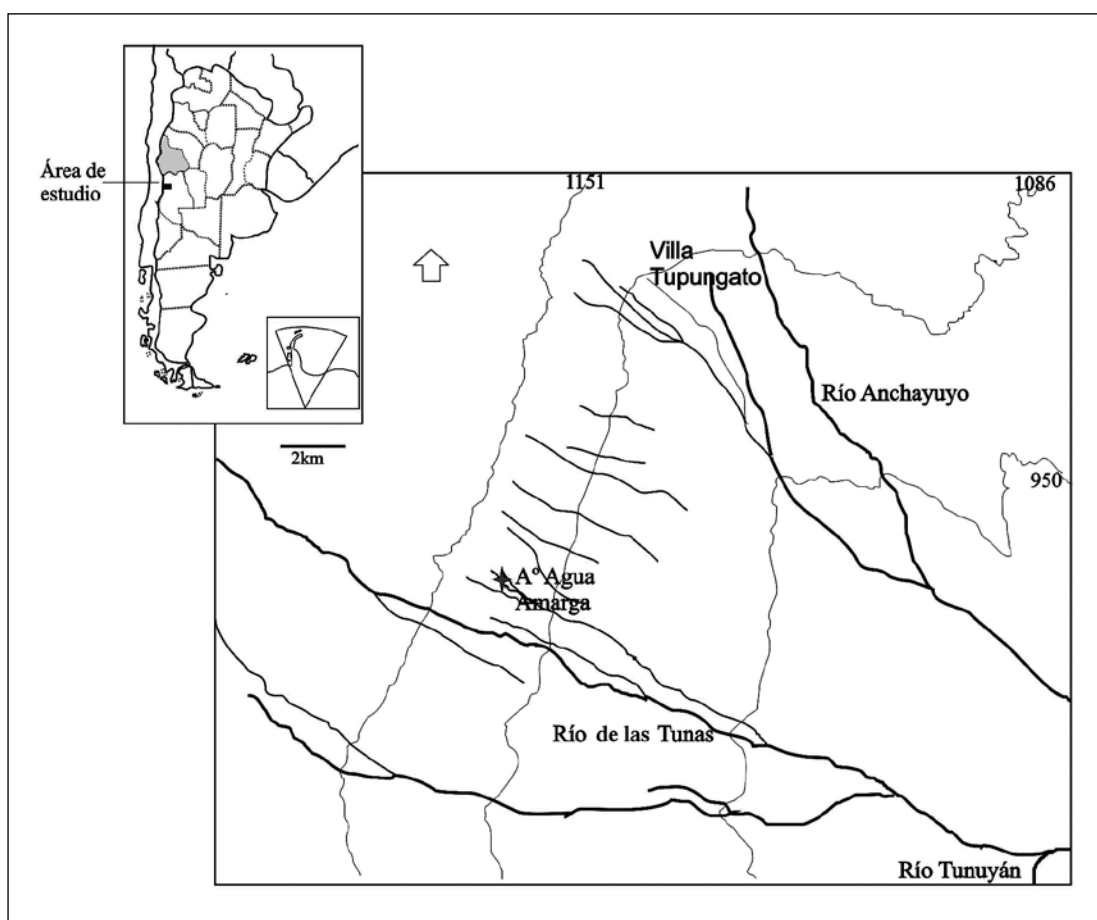 Área de
estudio
1151
1086
Villa
Tupungato
Río Anchayuyo
2km
950
Aº Agua
Amarga
Río de las Tunas
Río Tunuyán